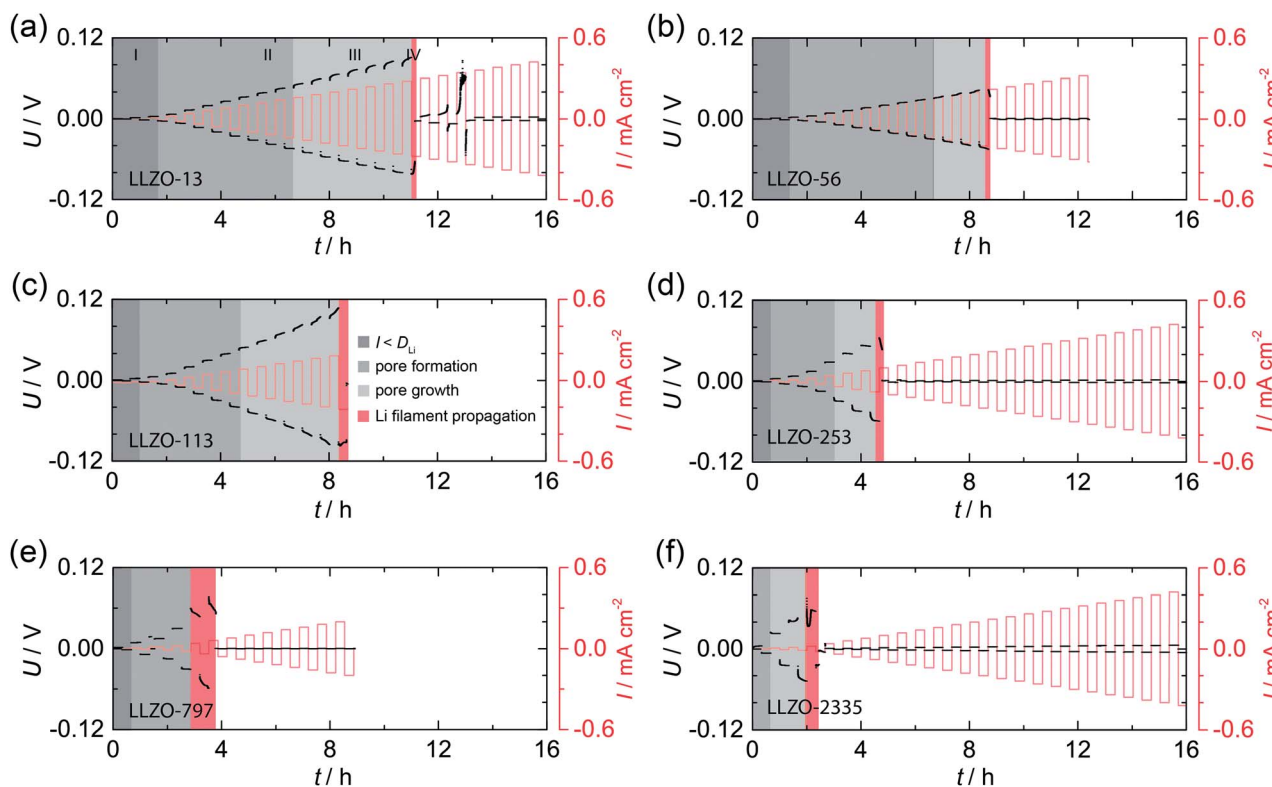 (a)
0.12
0.00
-0.12
U / V
I
II
III
IV
LLZO-13
0.6
0.0
-0.6
I / mA cm-2
0 4 8 12 16
t / h
(b)
0.12
0.00
-0.12
U / V
LLZO-56
0.6
0.0
-0.6
I / mA cm-2
0 4 8 12 16
t / h
(c)
0.12
0.00
-0.12
U / V
LLZO-113
I < DLi
pore formation
pore growth
Li filament propagation
0.6
0.0
-0.6
I / mA cm-2
0 4 8 12 16
t / h
(d)
0.12
0.00
-0.12
U / V
LLZO-253
0.6
0.0
-0.6
I / mA cm-2
0 4 8 12 16
t / h
(e)
0.12
0.00
-0.12
U / V
LLZO-797
0.6
0.0
-0.6
I / mA cm-2
0 4 8 12 16
t / h
(f)
0.12
0.00
-0.12
U / V
LLZO-2335
0.6
0.0
-0.6
I / mA cm-2
0 4 8 12 16
t / h